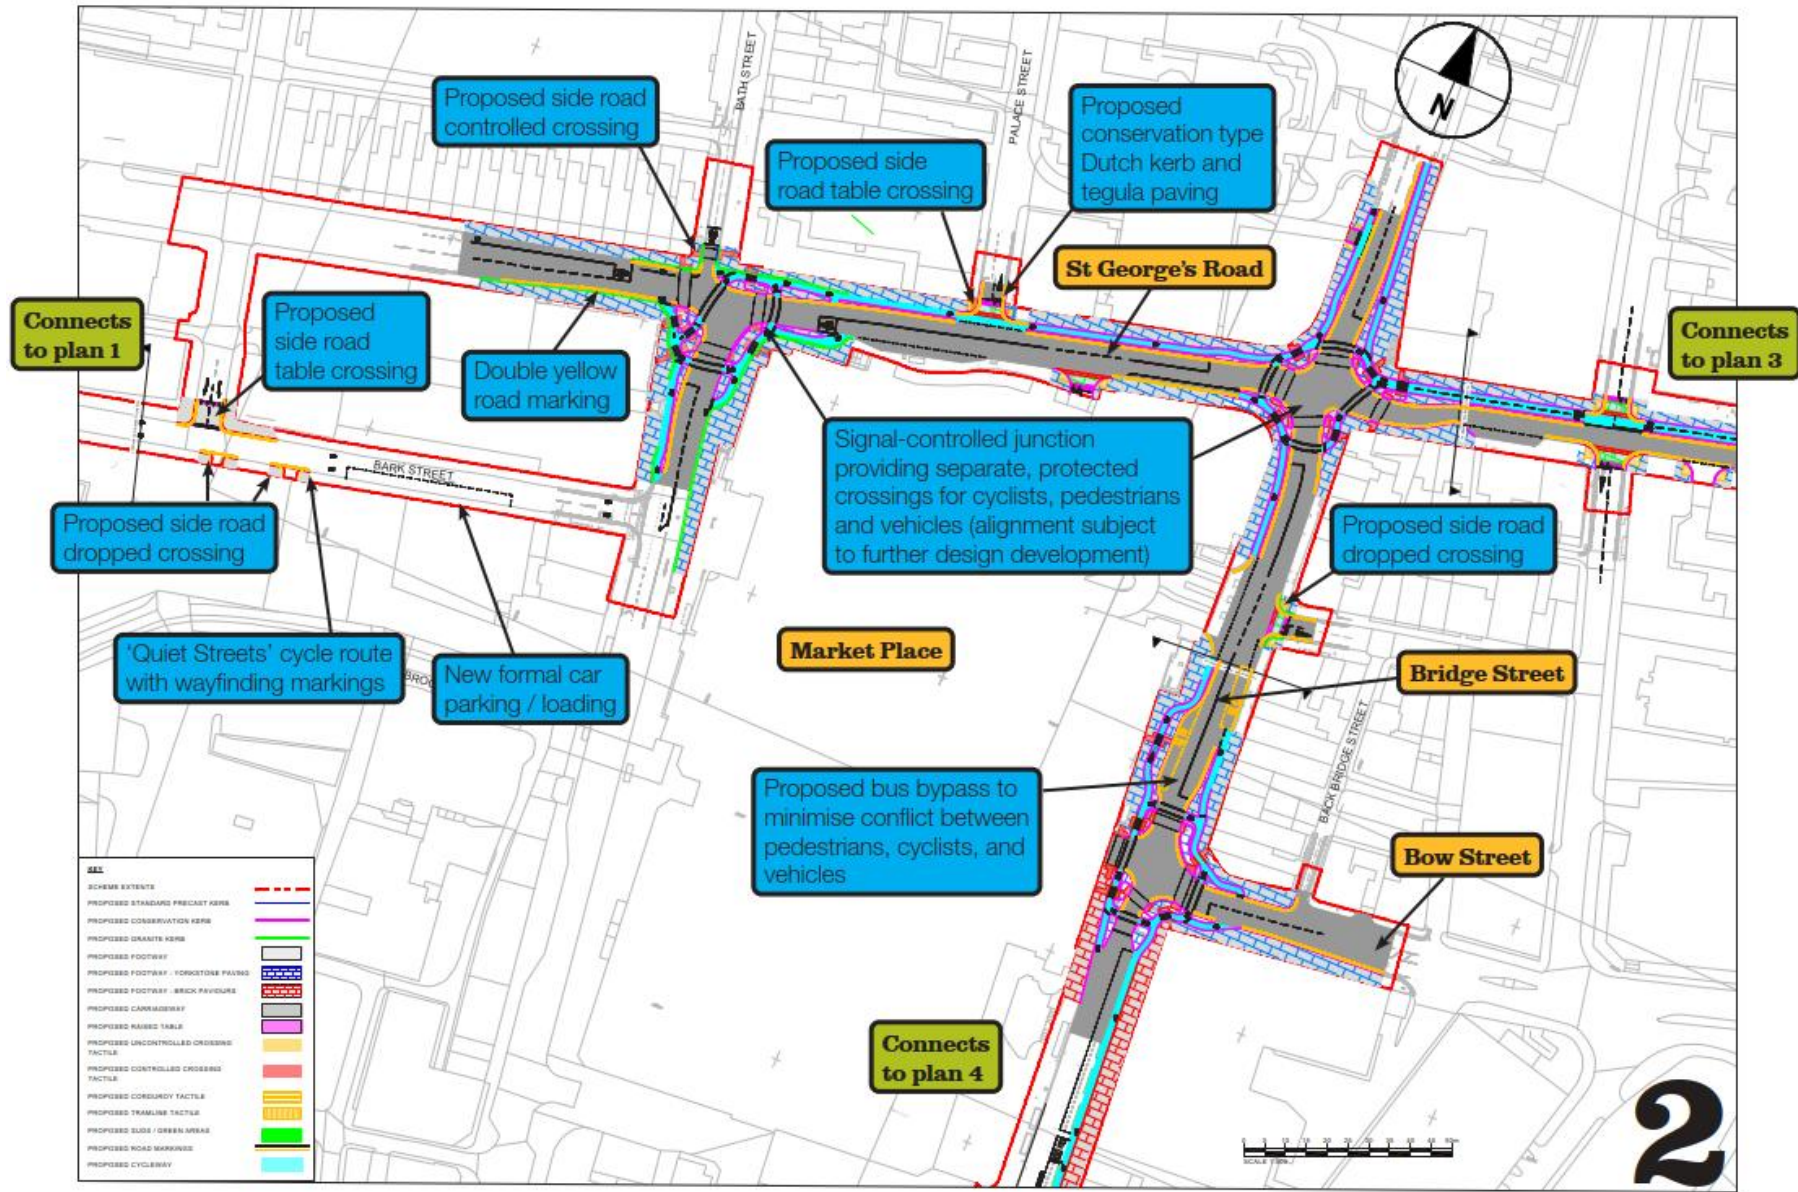 BATH STREET
PALACE STREET
N
Proposed side road
controlled crossing
Proposed side
road table crossing
Proposed
conservation type
Dutch kerb and
tegula paving
St George's Road
Connects
to plan 1
Proposed
side road
table crossing
Double yellow
road marking
Connects
to plan 3
Signal-controlled junction
providing separate, protected
crossings for cyclists, pedestrians
and vehicles (alignment subject
to further design development)
BARK STREET
Proposed side road
dropped crossing
Proposed side road
dropped crossing
'Quiet Streets' cycle route
with wayfinding markings
New formal car
parking / loading
Market Place
Bridge Street
BACK BRIDGE STREET
Proposed bus bypass to
minimise conflict between
pedestrians, cyclists, and
vehicles
Bow Street
Connects
to plan 4
KEY
SCHEME EXTENTS
PROPOSED STANDARD PRECAST KERB
PROPOSED CONSERVATION KERB
PROPOSED GRANITE KERB
PROPOSED FOOTWAY
PROPOSED FOOTWAY - YORKSTONE PAVING
PROPOSED FOOTWAY - BRICK PAVIOURS
PROPOSED CARRIAGEWAY
PROPOSED RAISED TABLE
PROPOSED UNCONTROLLED CROSSING
TACTILE
PROPOSED CONTROLLED CROSSING
TACTILE
PROPOSED CORDUROY TACTILE
PROPOSED TRAMLINE TACTILE
PROPOSED SUDS / GREEN AREAS
PROPOSED ROAD MARKINGS
PROPOSED CYCLEWAY
SCALE
2